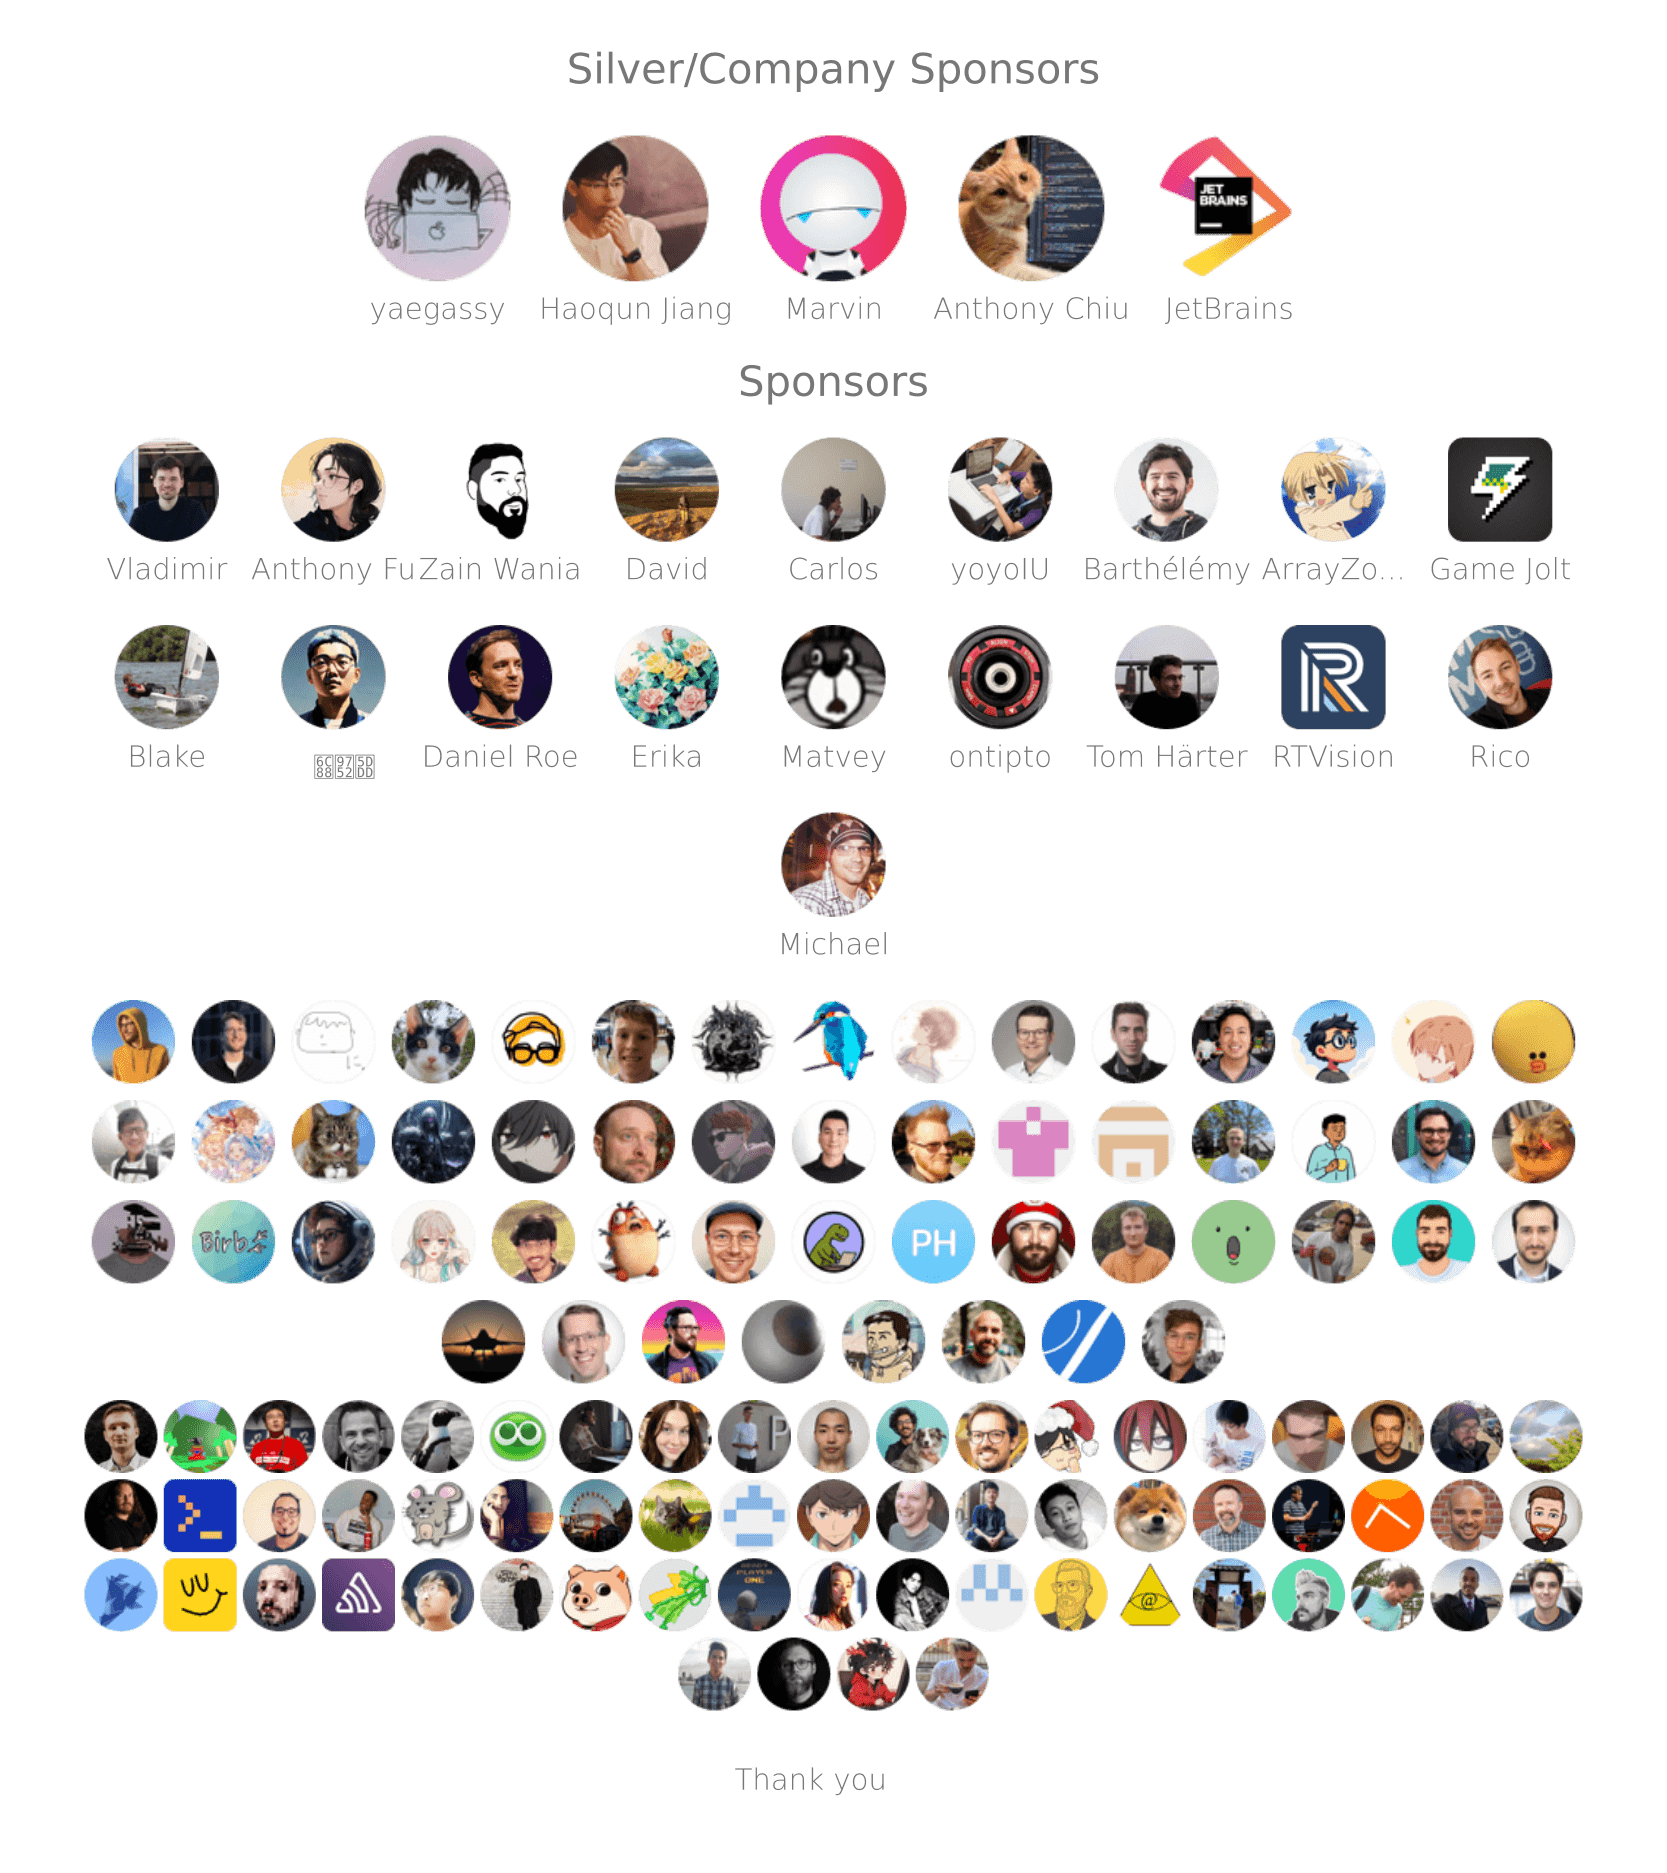 Silver/Company Sponsors
JET
BRAINS
yaegassy Haoqun Jiang Marvin Anthony Chiu JetBrains
Sponsors
Vladimir Anthony Fu Zain Wania David Carlos yoyoIU Barthélémy ArrayZo... Game Jolt
Blake Daniel Roe Erika Matvey ontipto Tom Härter RTVision Rico
Michael
Birb
PH
P
PLAYER
ONE
@
Thank you